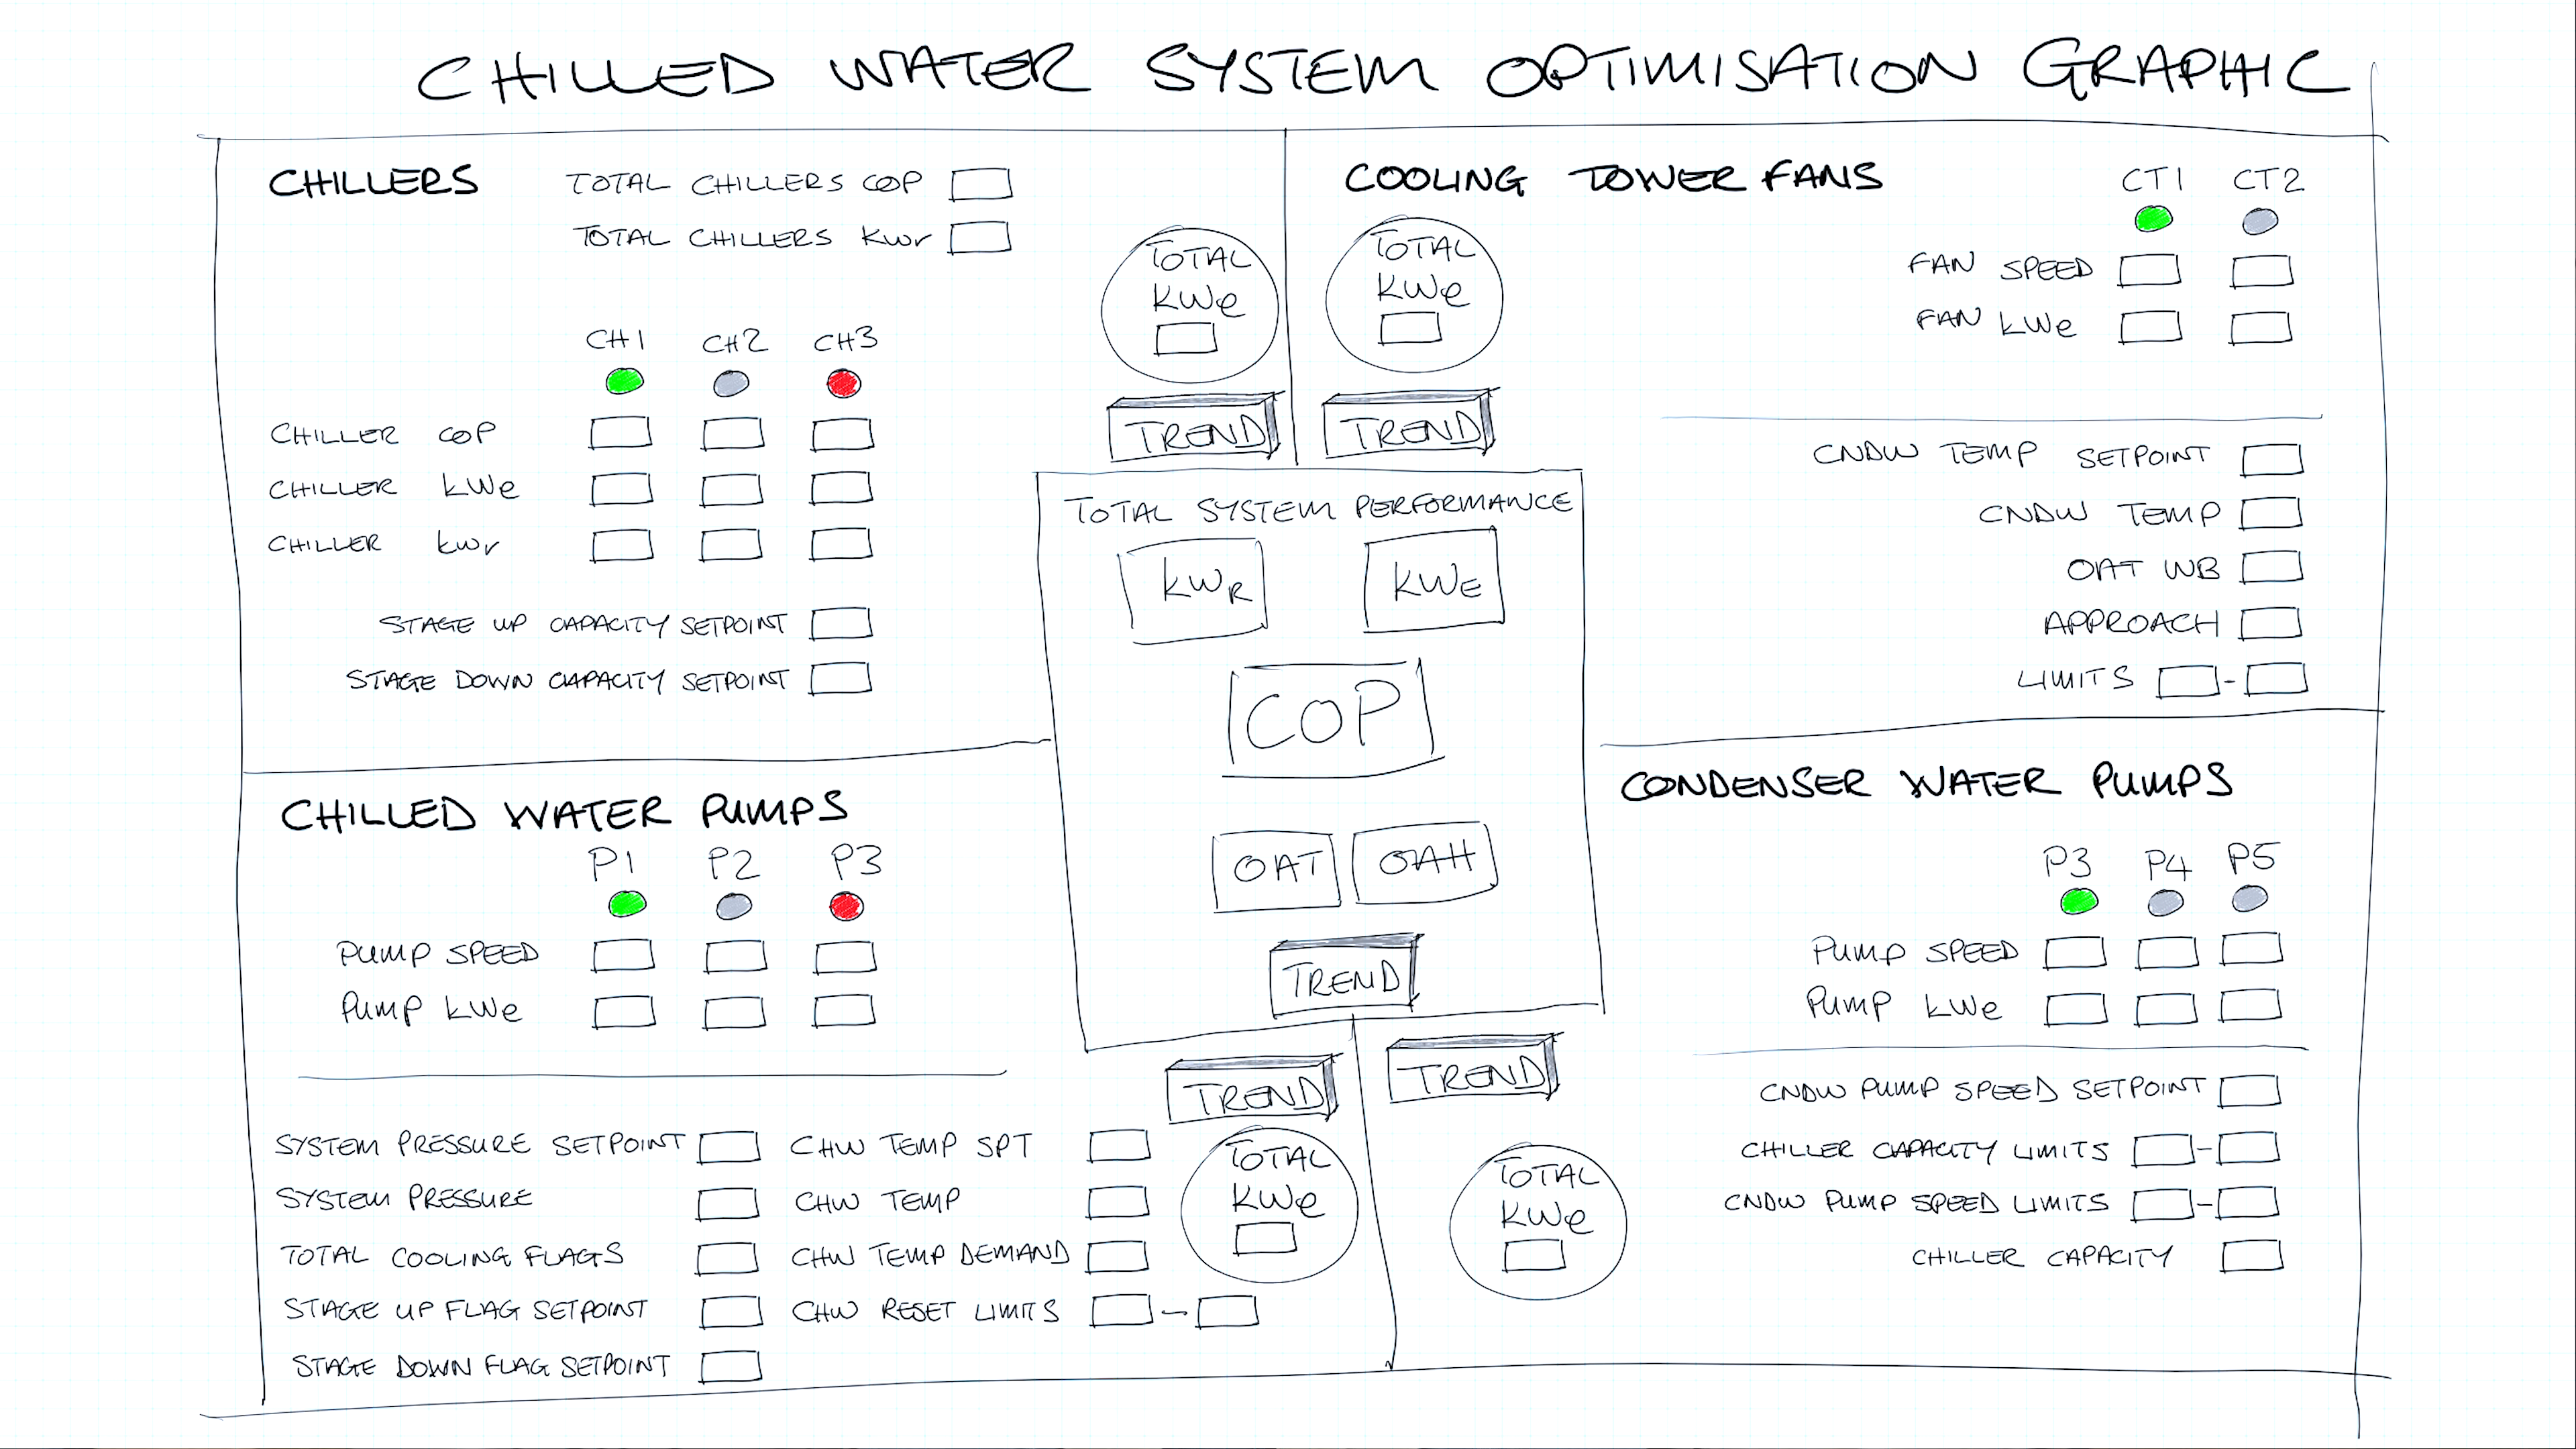 CHILLED WATER SYSTEM OPTIMISATION GRAPHIC
CHILLERS
TOTAL CHILLERS COP
TOTAL CHILLERS kwr
TOTAL
KWe
TREND
CH1 CH2 CH3
CHILLER COP
CHILLER kWe
CHILLER kwr
STAGE UP CAPACITY SETPOINT
STAGE DOWN CAPACITY SETPOINT
COOLING TOWER FANS
CT1 CT2
TOTAL
KWe
TREND
FAN SPEED
FAN kWe
CNDW TEMP SETPOINT
CNDW TEMP
OAT WB
APPROACH
LIMITS -
TOTAL SYSTEM PERFORMANCE
KWR KWE
COP
OAT OAH
TREND
CHILLED WATER PUMPS
P1 P2 P3
PUMP SPEED
PUMP kWe
TREND
TOTAL
KWe
SYSTEM PRESSURE SETPOINT
SYSTEM PRESSURE
TOTAL COOLING FLAGS
STAGE UP FLAG SETPOINT
STAGE DOWN FLAG SETPOINT
CHW TEMP SPT
CHW TEMP
CHW TEMP DEMAND
CHW RESET LIMITS -
CONDENSER WATER PUMPS
P3 P4 P5
PUMP SPEED
PUMP kWe
TREND
TOTAL
KWe
CNDW PUMP SPEED SETPOINT
CHILLER CAPACITY LIMITS -
CNDW PUMP SPEED LIMITS -
CHILLER CAPACITY